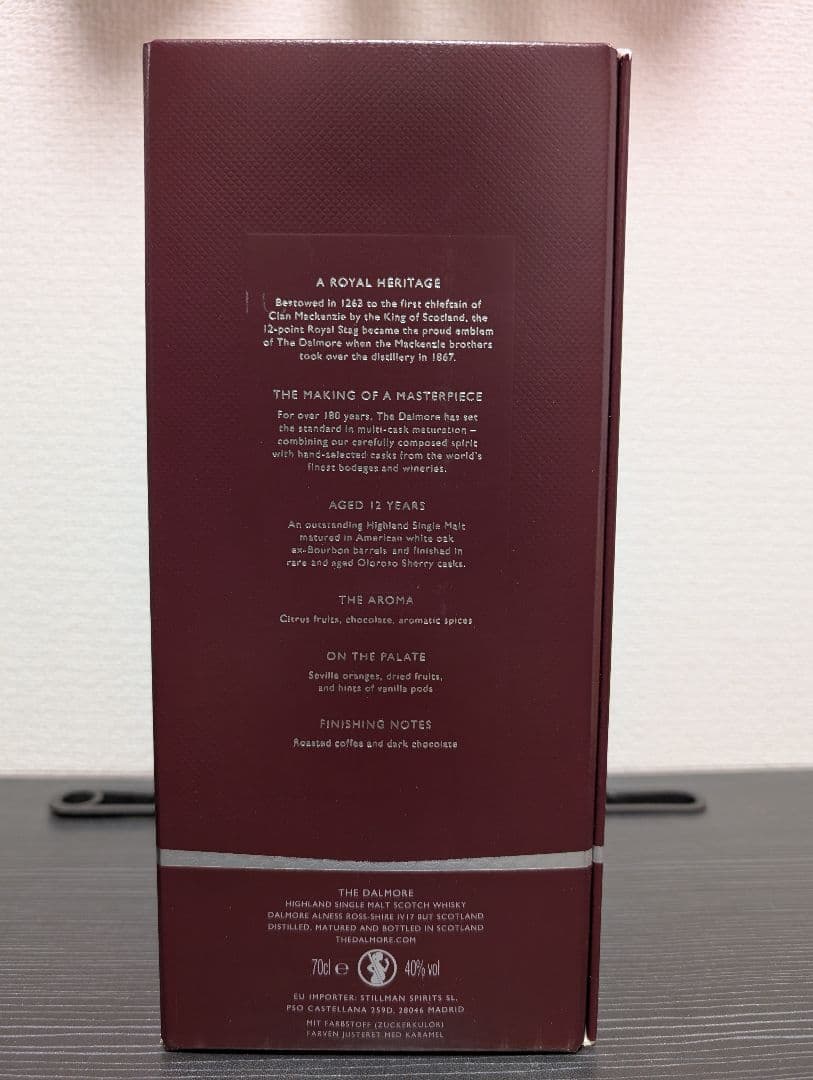 A ROYAL HERITAGE
Bestowed in 1263 to the first chieftain of
Clan Mackenzie by the King of Scotland, the
12-point Royal Stag became the proud emblem
of The Dalmore when the Mackenzie brothers
took over the distillery in 1867.
THE MAKING OF A MASTERPIECE
For over 180 years, The Dalmore has set
the standard in multi-cask maturation –
combining our carefully composed spirit
with hand-selected casks from the world's
finest bodegas and wineries.
AGED 12 YEARS
An outstanding Highland Single Malt
matured in American white oak
ex-Bourbon barrels and finished in
rare and aged Oloroso Sherry casks.
THE AROMA
Citrus fruits, chocolate, aromatic spices
ON THE PALATE
Seville oranges, dried fruits,
and hints of vanilla pods
FINISHING NOTES
Roasted coffee and dark chocolate
THE DALMORE
HIGHLAND SINGLE MALT SCOTCH WHISKY
DALMORE ALNESS ROSS-SHIRE IV17 0UT SCOTLAND
DISTILLED, MATURED AND BOTTLED IN SCOTLAND
THEDALMORE.COM
70cl e 40% vol
EU IMPORTER: STILLMAN SPIRITS SL.
PSO CASTELLANA 259D, 28046 MADRID
MIT FARBSTOFF (ZUCKERKULÖR)
FARVEN JUSTERET MED KARAMEL